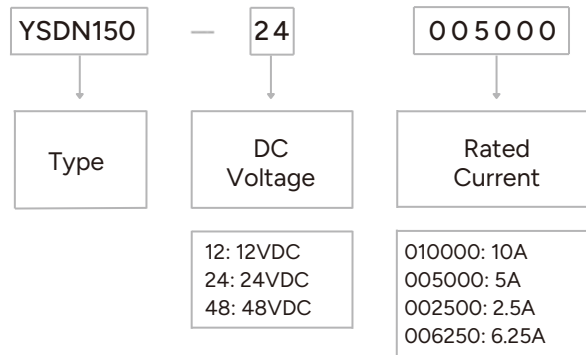 YSDN150 — 24 005000
Type
DC
Voltage
Rated
Current
12: 12VDC
24: 24VDC
48: 48VDC
010000: 10A
005000: 5A
002500: 2.5A
006250: 6.25A